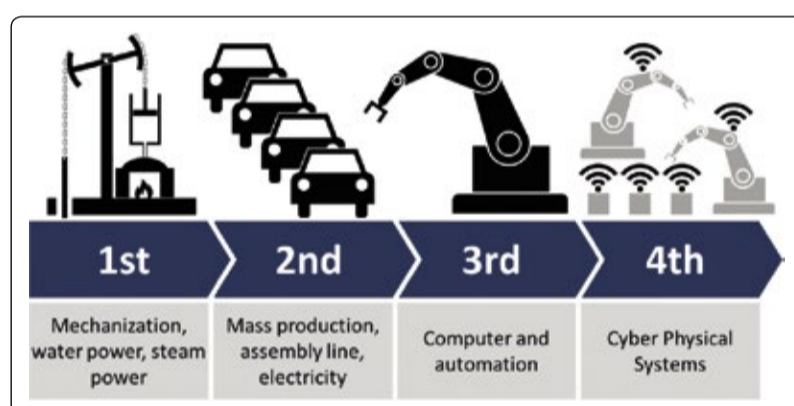 1st
2nd
3rd
4th
Mechanization,
water power, steam
power
Mass production,
assembly line,
electricity
Computer and
automation
Cyber Physical
Systems